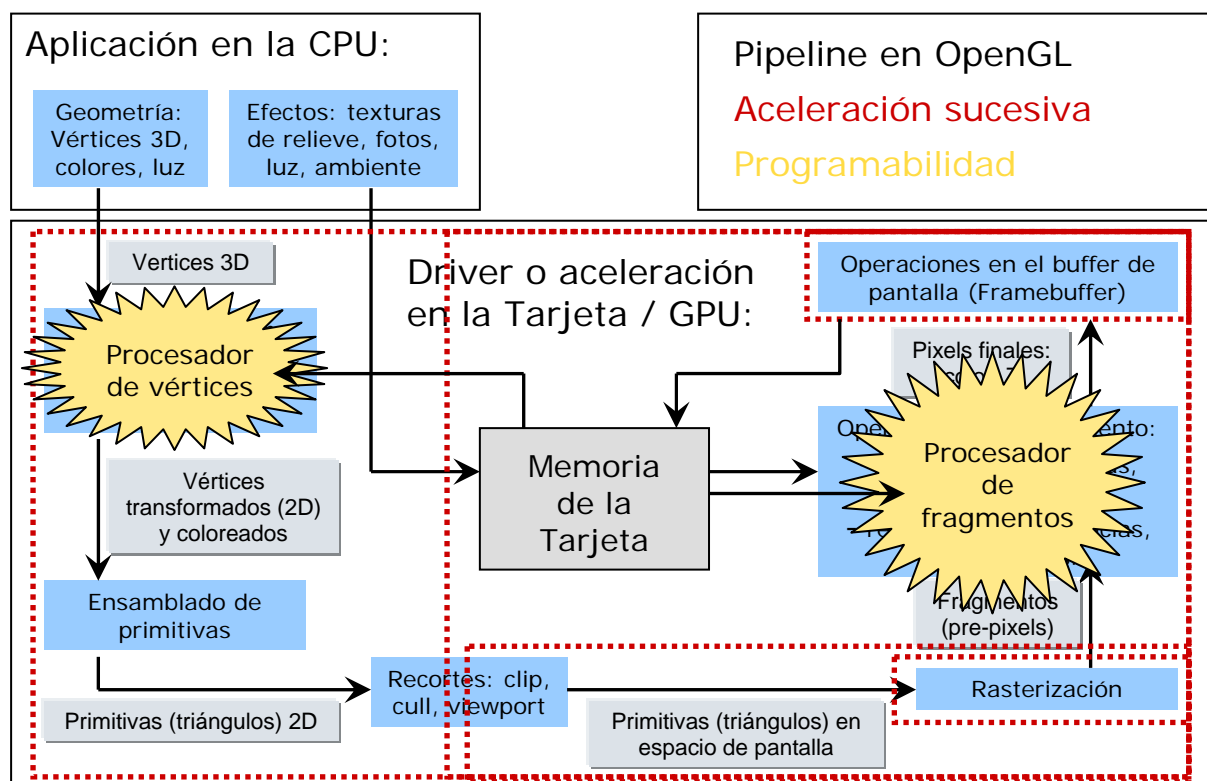 Aplicación en la CPU:
Geometría:
Vértices 3D,
colores, luz
Efectos: texturas
de relieve, fotos,
luz, ambiente
Pipeline en OpenGL
Aceleración sucesiva
Programabilidad
Vertices 3D
Driver o aceleración
en la Tarjeta / GPU:
Operaciones en el buffer de
pantalla (Framebuffer)
Procesador
de vértices
Pixels finales:
Procesador
de
fragmentos
Memoria
de la
Tarjeta
Vértices
transformados (2D)
y coloreados
Fragmentos
(pre-pixels)
Ensamblado de
primitivas
Primitivas (triángulos) 2D
Recortes: clip,
cull, viewport
Primitivas (triángulos) en
espacio de pantalla
Rasterización